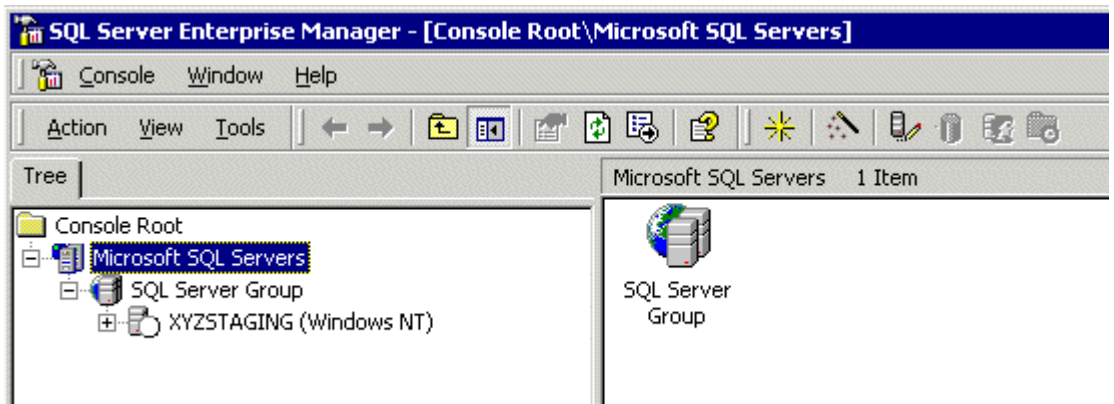 SQL Server Enterprise Manager - [Console Root\Microsoft SQL Servers]
Console Window Help
Action View Tools
Tree
Microsoft SQL Servers 1 Item
Console Root
Microsoft SQL Servers
SQL Server Group
XYZSTAGING (Windows NT)
SQL Server
Group